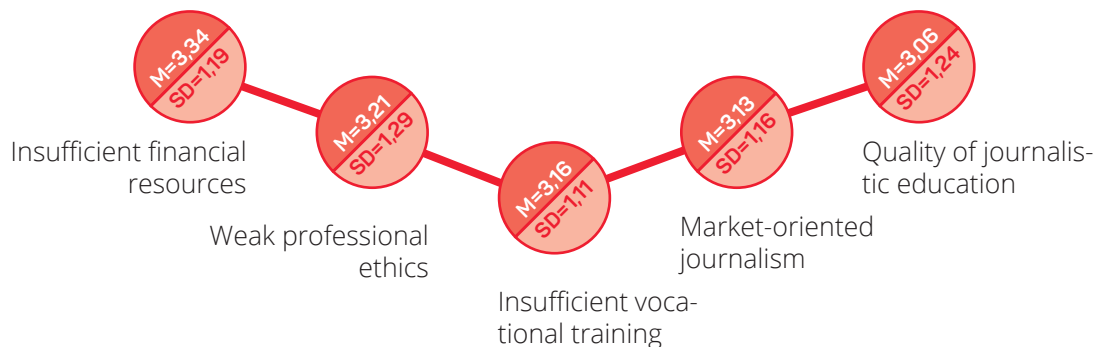 M=3,34
SD=1,19
Insufficient financial
resources
M=3,21
SD=1,29
Weak professional
ethics
M=3,16
SD=1,11
Insufficient voca-
tional training
M=3,13
SD=1,16
Market-oriented
journalism
M=3,06
SD=1,24
Quality of journalis-
tic education